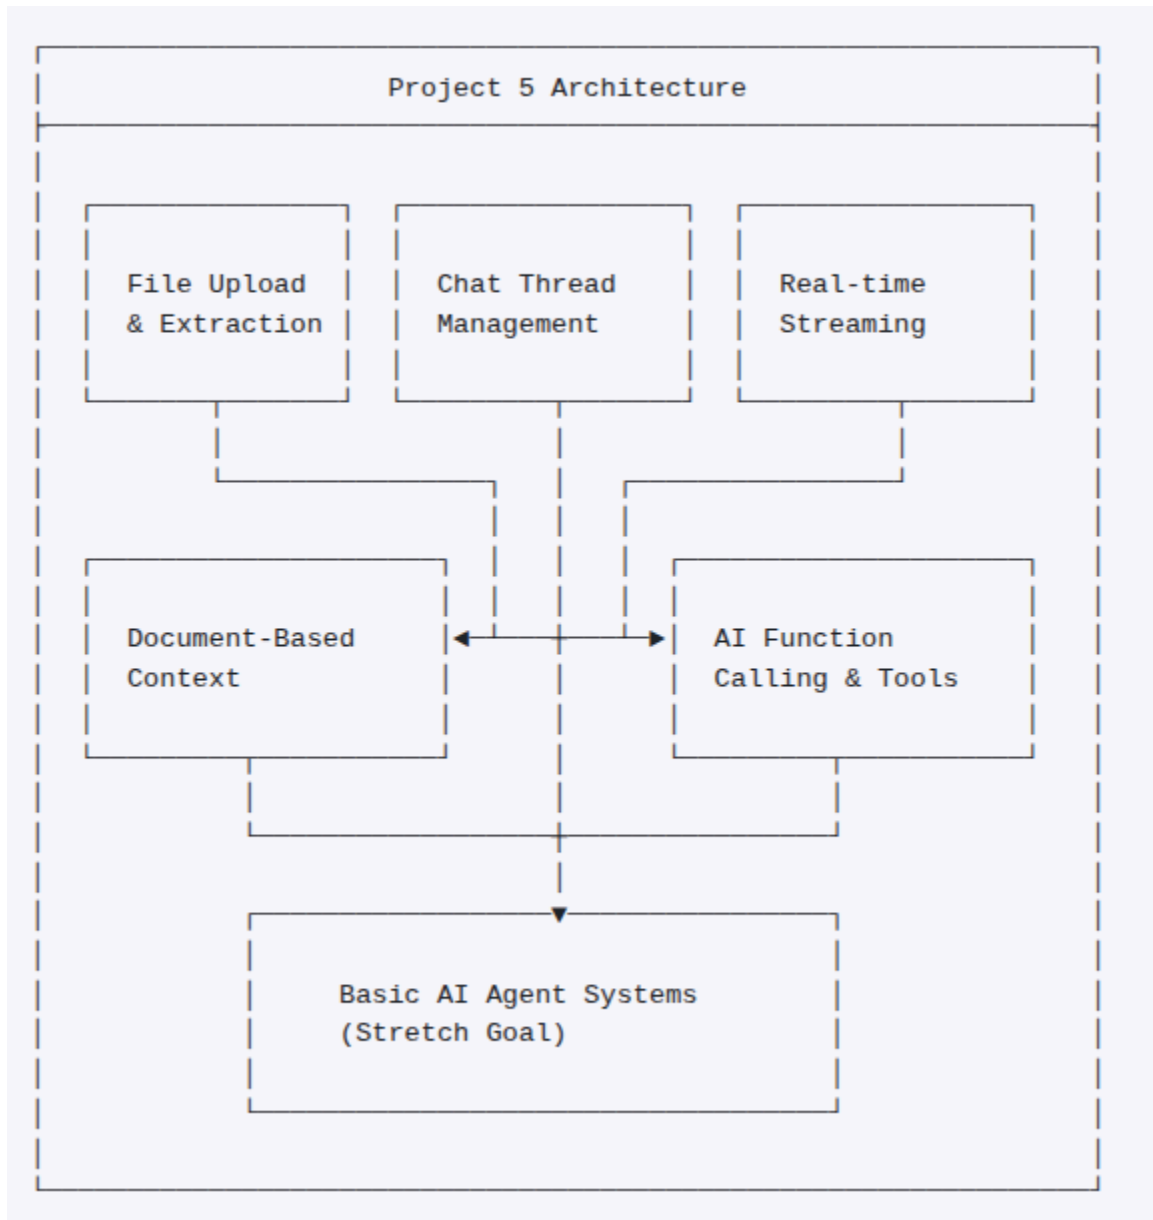 Project 5 Architecture
File Upload
& Extraction
Chat Thread
Management
Real-time
Streaming
Document-Based
Context
AI Function
Calling & Tools
Basic AI Agent Systems
(Stretch Goal)